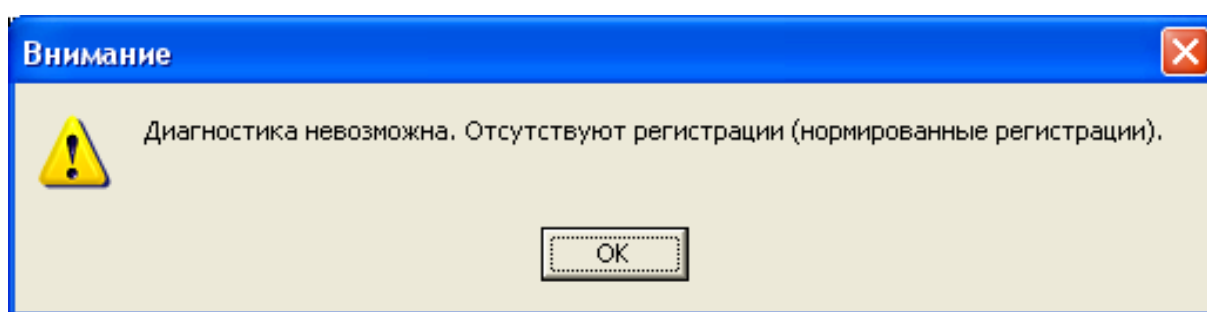 Внимание
Диагностика невозможна. Отсутствуют регистрации (нормированные регистрации).
OK